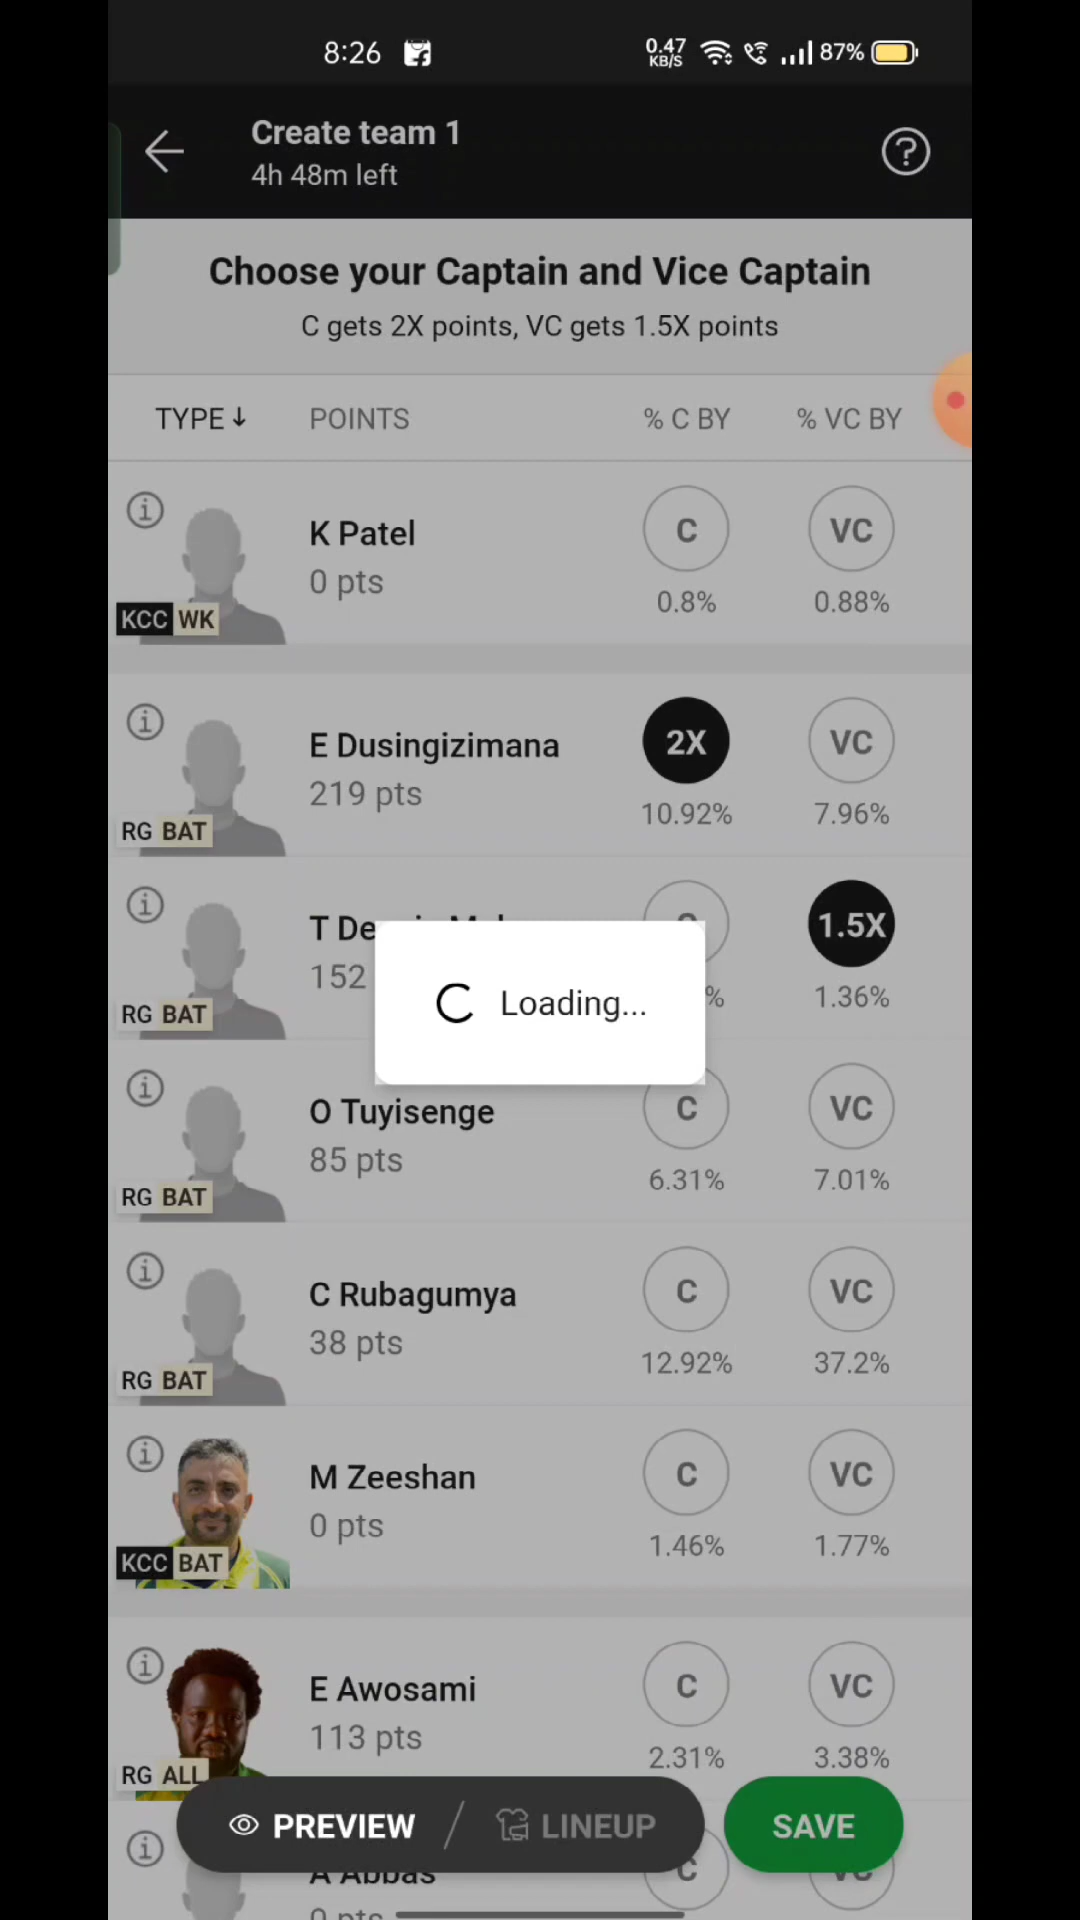 8:26
0.47
KB/S
87%
Create team 1
4h 48m left
?
Choose your Captain and Vice Captain
C gets 2X points, VC gets 1.5X points
TYPE↓ POINTS % C BY % VC BY
K Patel
0 pts
C VC
0.8% 0.88%
KCC WK
E Dusingizimana
219 pts
2X VC
10.92% 7.96%
RG BAT
T
152
1.5X
% 1.36%
RG BAT
Loading...
O Tuyisenge
85 pts
C VC
6.31% 7.01%
RG BAT
C Rubagumya
38 pts
C VC
12.92% 37.2%
RG BAT
M Zeeshan
0 pts
C VC
1.46% 1.77%
KCC BAT
E Awosami
113 pts
C VC
2.31% 3.38%
RG ALL
PREVIEW / LINEUP SAVE
A Abbas
C VC
0 pts